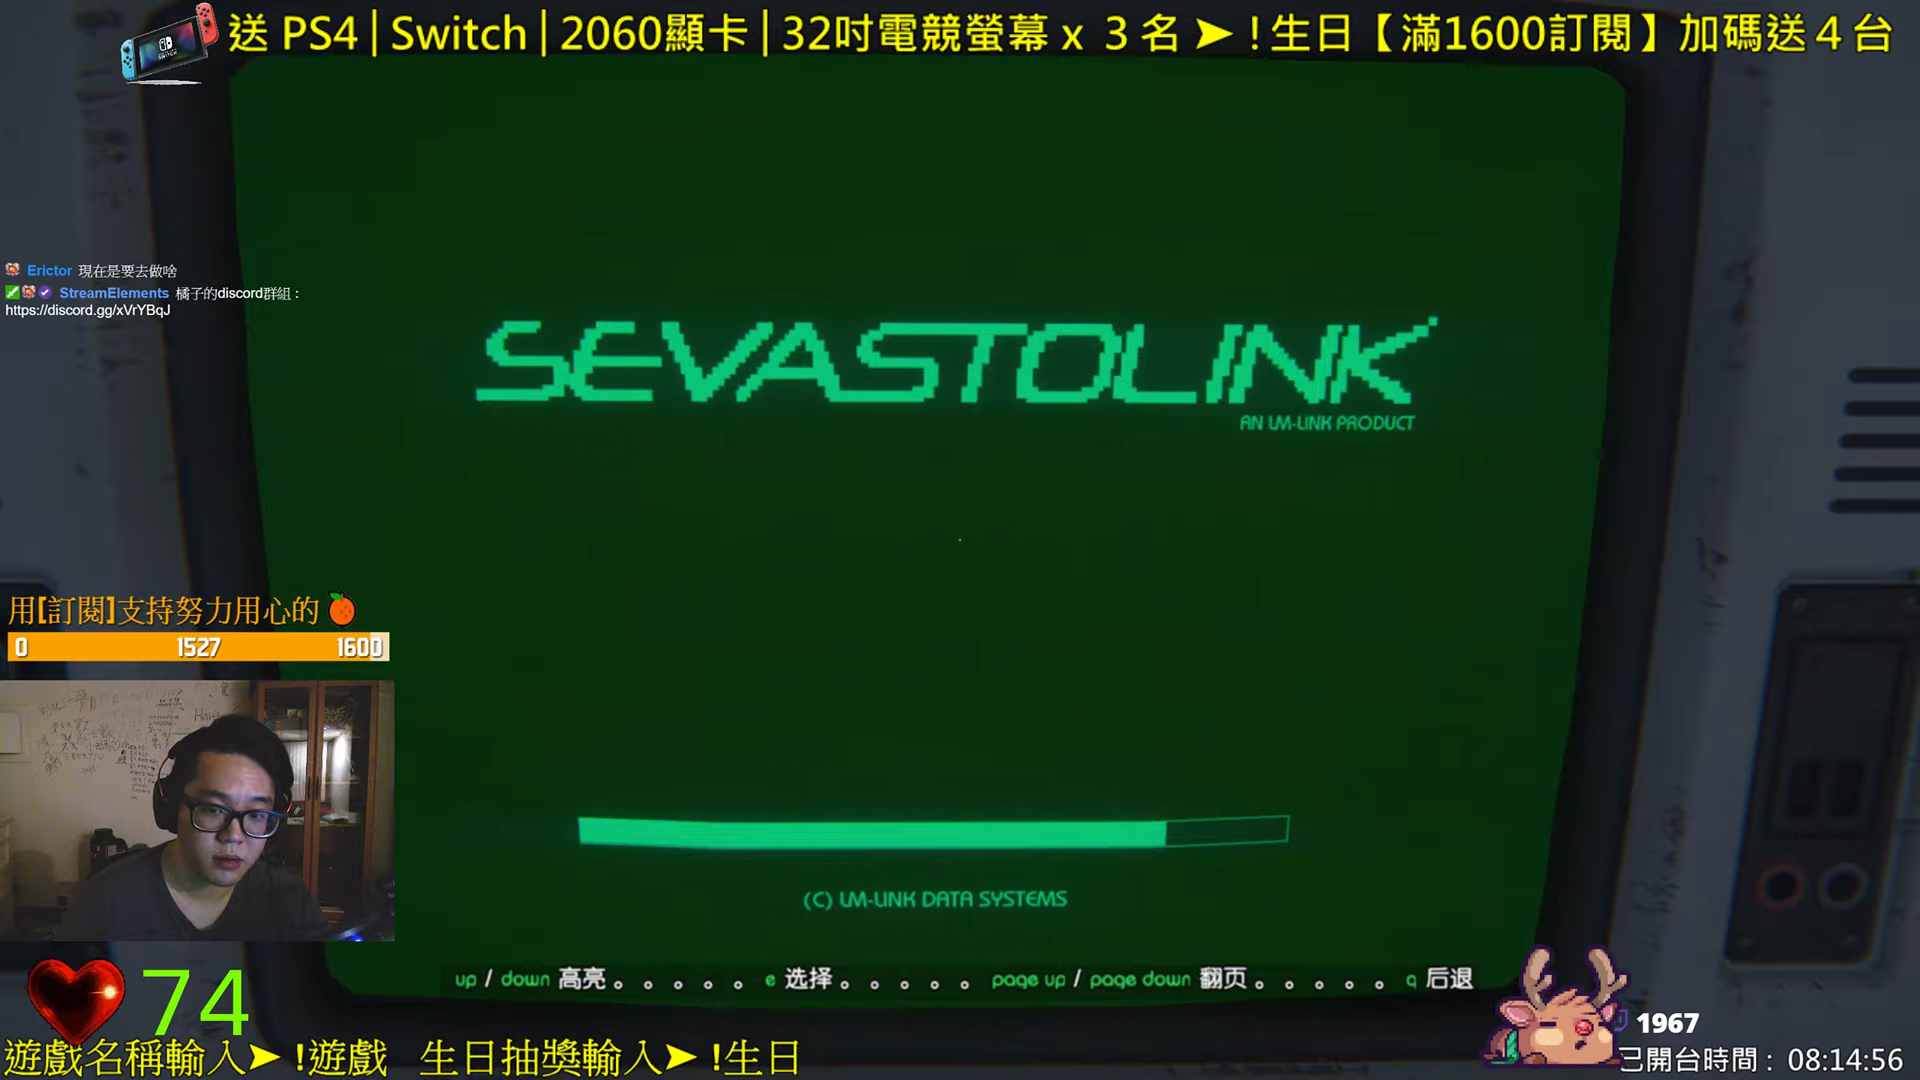 送 PS4 | Switch | 2060顯卡 | 32吋電競螢幕 x 3 名 ➤ ! 生日【滿1600訂閱】加碼送 4 台
Erictor 現在是要去做啥
StreamElements 橘子的discord群組：
https://discord.gg/xVrYBqJ
SEVASTOLINK
AN LM-LINK PRODUCT
用[訂閱]支持努力用心的
0 1527 1600
(C) LM-LINK DATA SYSTEMS
up / down 高亮。。。。。 e 选择。。。。。 page up / page down 翻页。。。。。 q 后退
74
1967
遊戲名稱輸入➤ !遊戲 生日抽獎輸入➤ !生日
已開台時間： 08:14:56